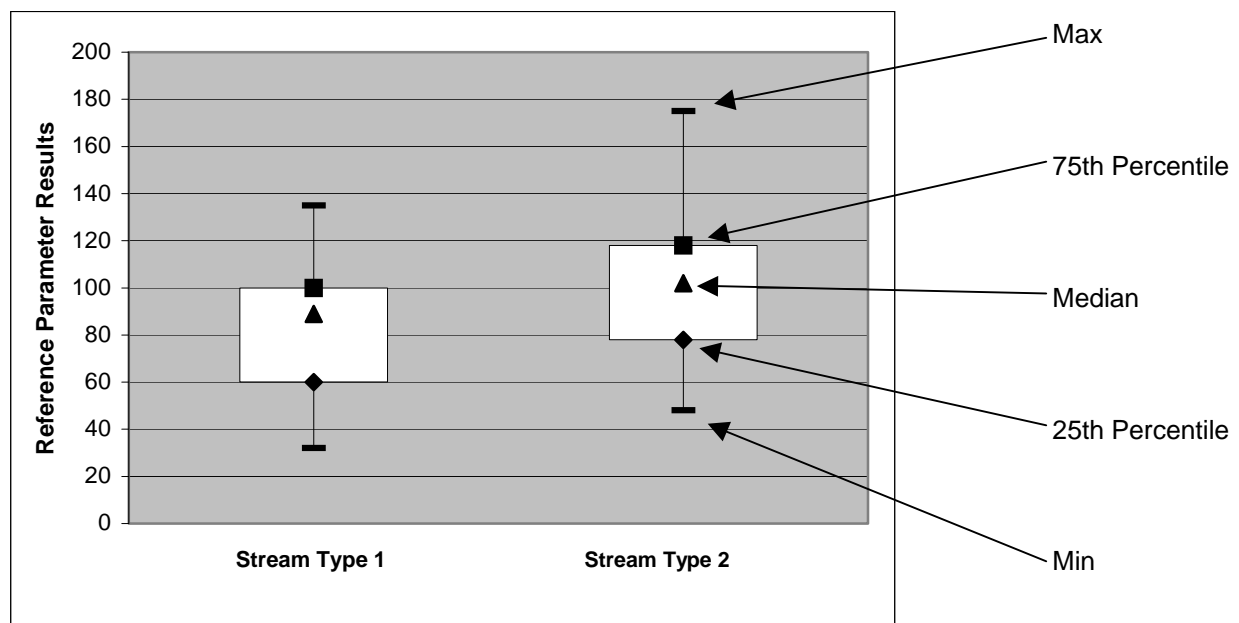 Reference Parameter Results
200
180
160
140
120
100
80
60
40
20
0
Stream Type 1
Stream Type 2
Max
75th Percentile
Median
25th Percentile
Min